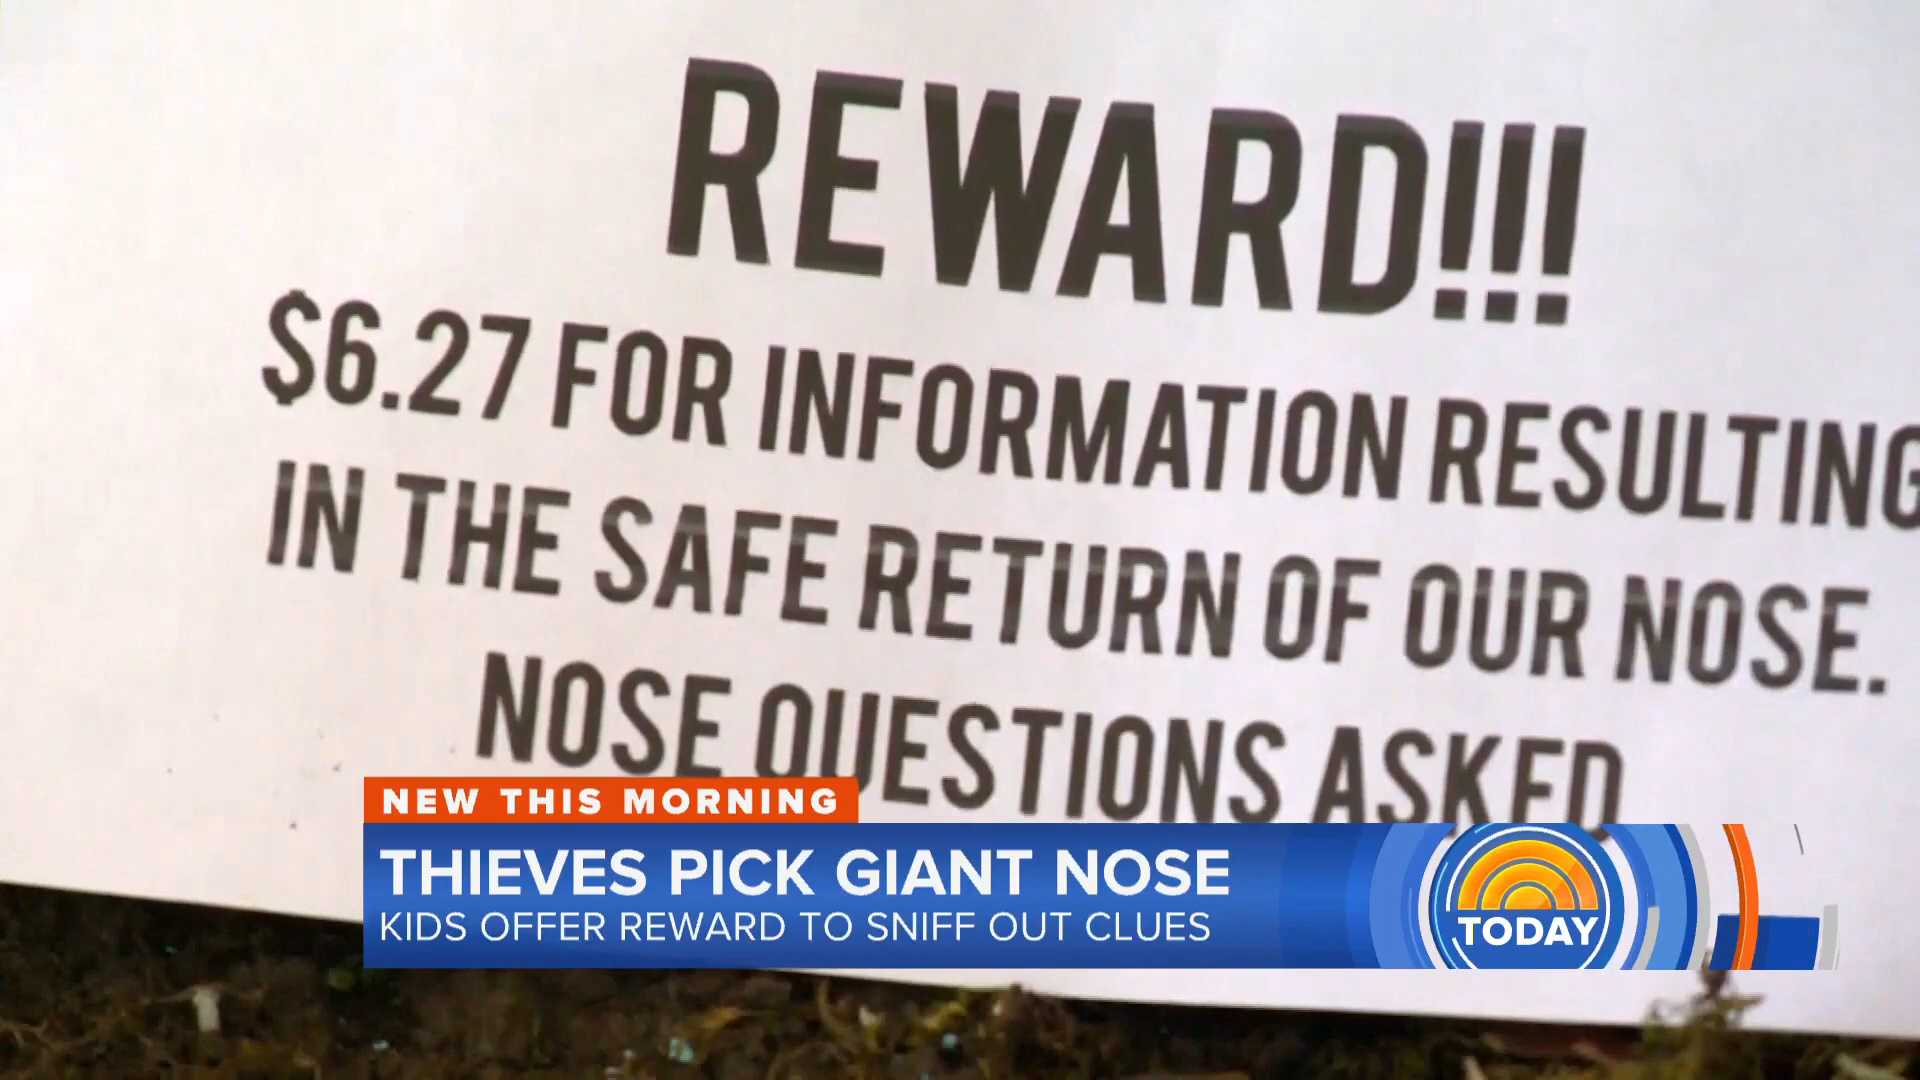 REWARD!!!
$6.27 FOR INFORMATION RESULTING
IN THE SAFE RETURN OF OUR NOSE.
NOSE QUESTIONS ASKED
NEW THIS MORNING
THIEVES PICK GIANT NOSE
KIDS OFFER REWARD TO SNIFF OUT CLUES
TODAY